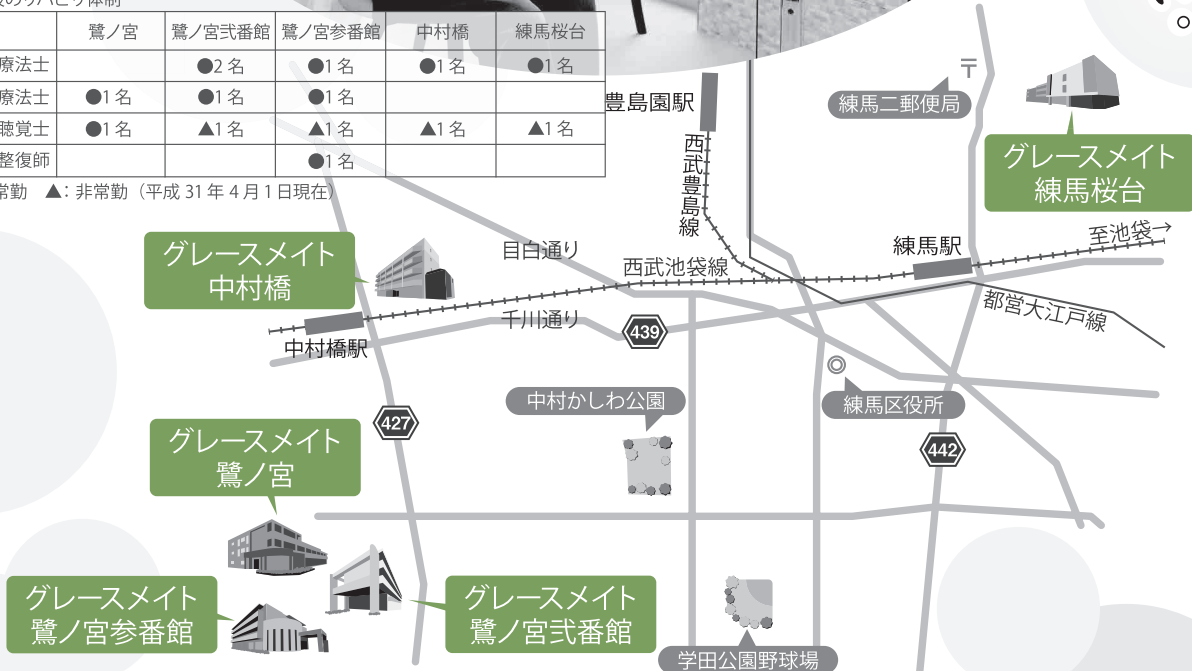 鷺ノ宮 鷺ノ宮弐番館 鷺ノ宮参番館 中村橋 練馬桜台
療法士 ●2 名 ●1 名 ●1 名 ●1 名
療法士 ●1 名 ●1 名 ●1 名
聴覚士 ●1 名 ▲1 名 ▲1 名 ▲1 名 ▲1 名
整復師 ●1 名
常勤 ▲：非常勤（平成 31 年 4 月 1 日現在）
豊島園駅
西武豊島線
練馬二郵便局
〒
グレースメイト
練馬桜台
至池袋→
練馬駅
目白通り
西武池袋線
都営大江戸線
グレースメイト
中村橋
千川通り
439
中村橋駅
練馬区役所
中村かしわ公園
427
442
グレースメイト
鷺ノ宮
グレースメイト
鷺ノ宮参番館
グレースメイト
鷺ノ宮弐番館
学田公園野球場